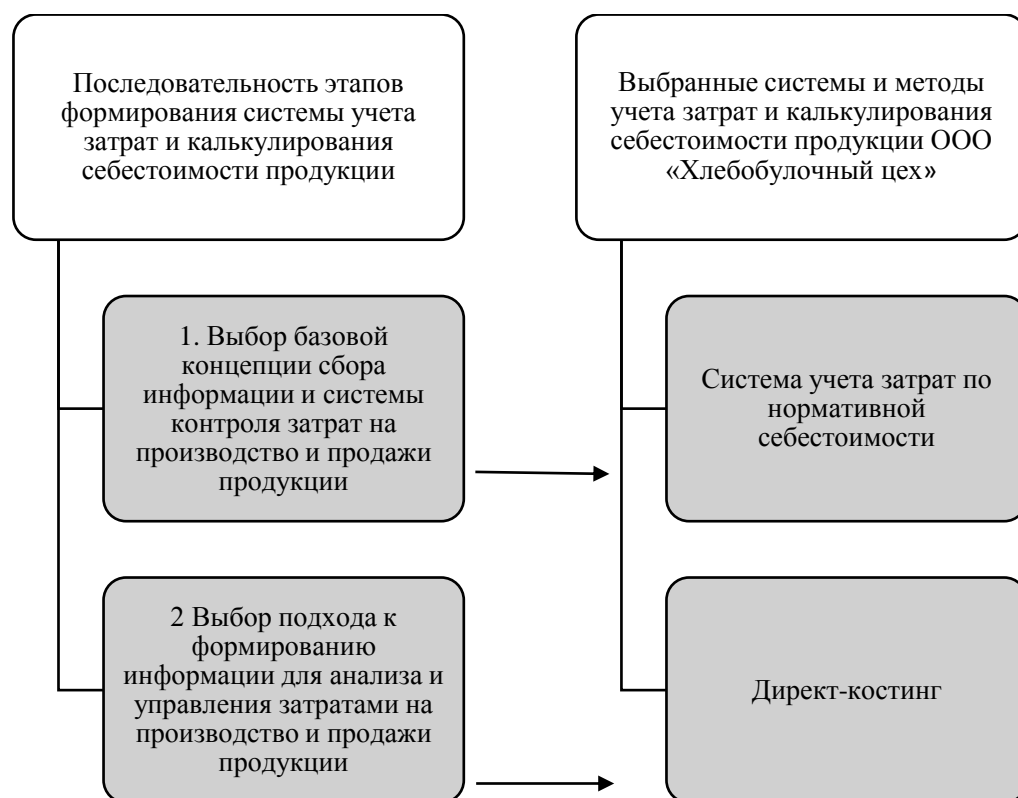 Последовательность этапов
формирования системы учета
затрат и калькулирования
себестоимости продукции
Выбранные системы и методы
учета затрат и калькулирования
себестоимости продукции ООО
«Хлебобулочный цех»
1. Выбор базовой
концепции сбора
информации и системы
контроля затрат на
производство и продажи
продукции
Система учета затрат по
нормативной
себестоимости
2 Выбор подхода к
формированию
информации для анализа и
управления затратами на
производство и продажи
продукции
Директ-костинг